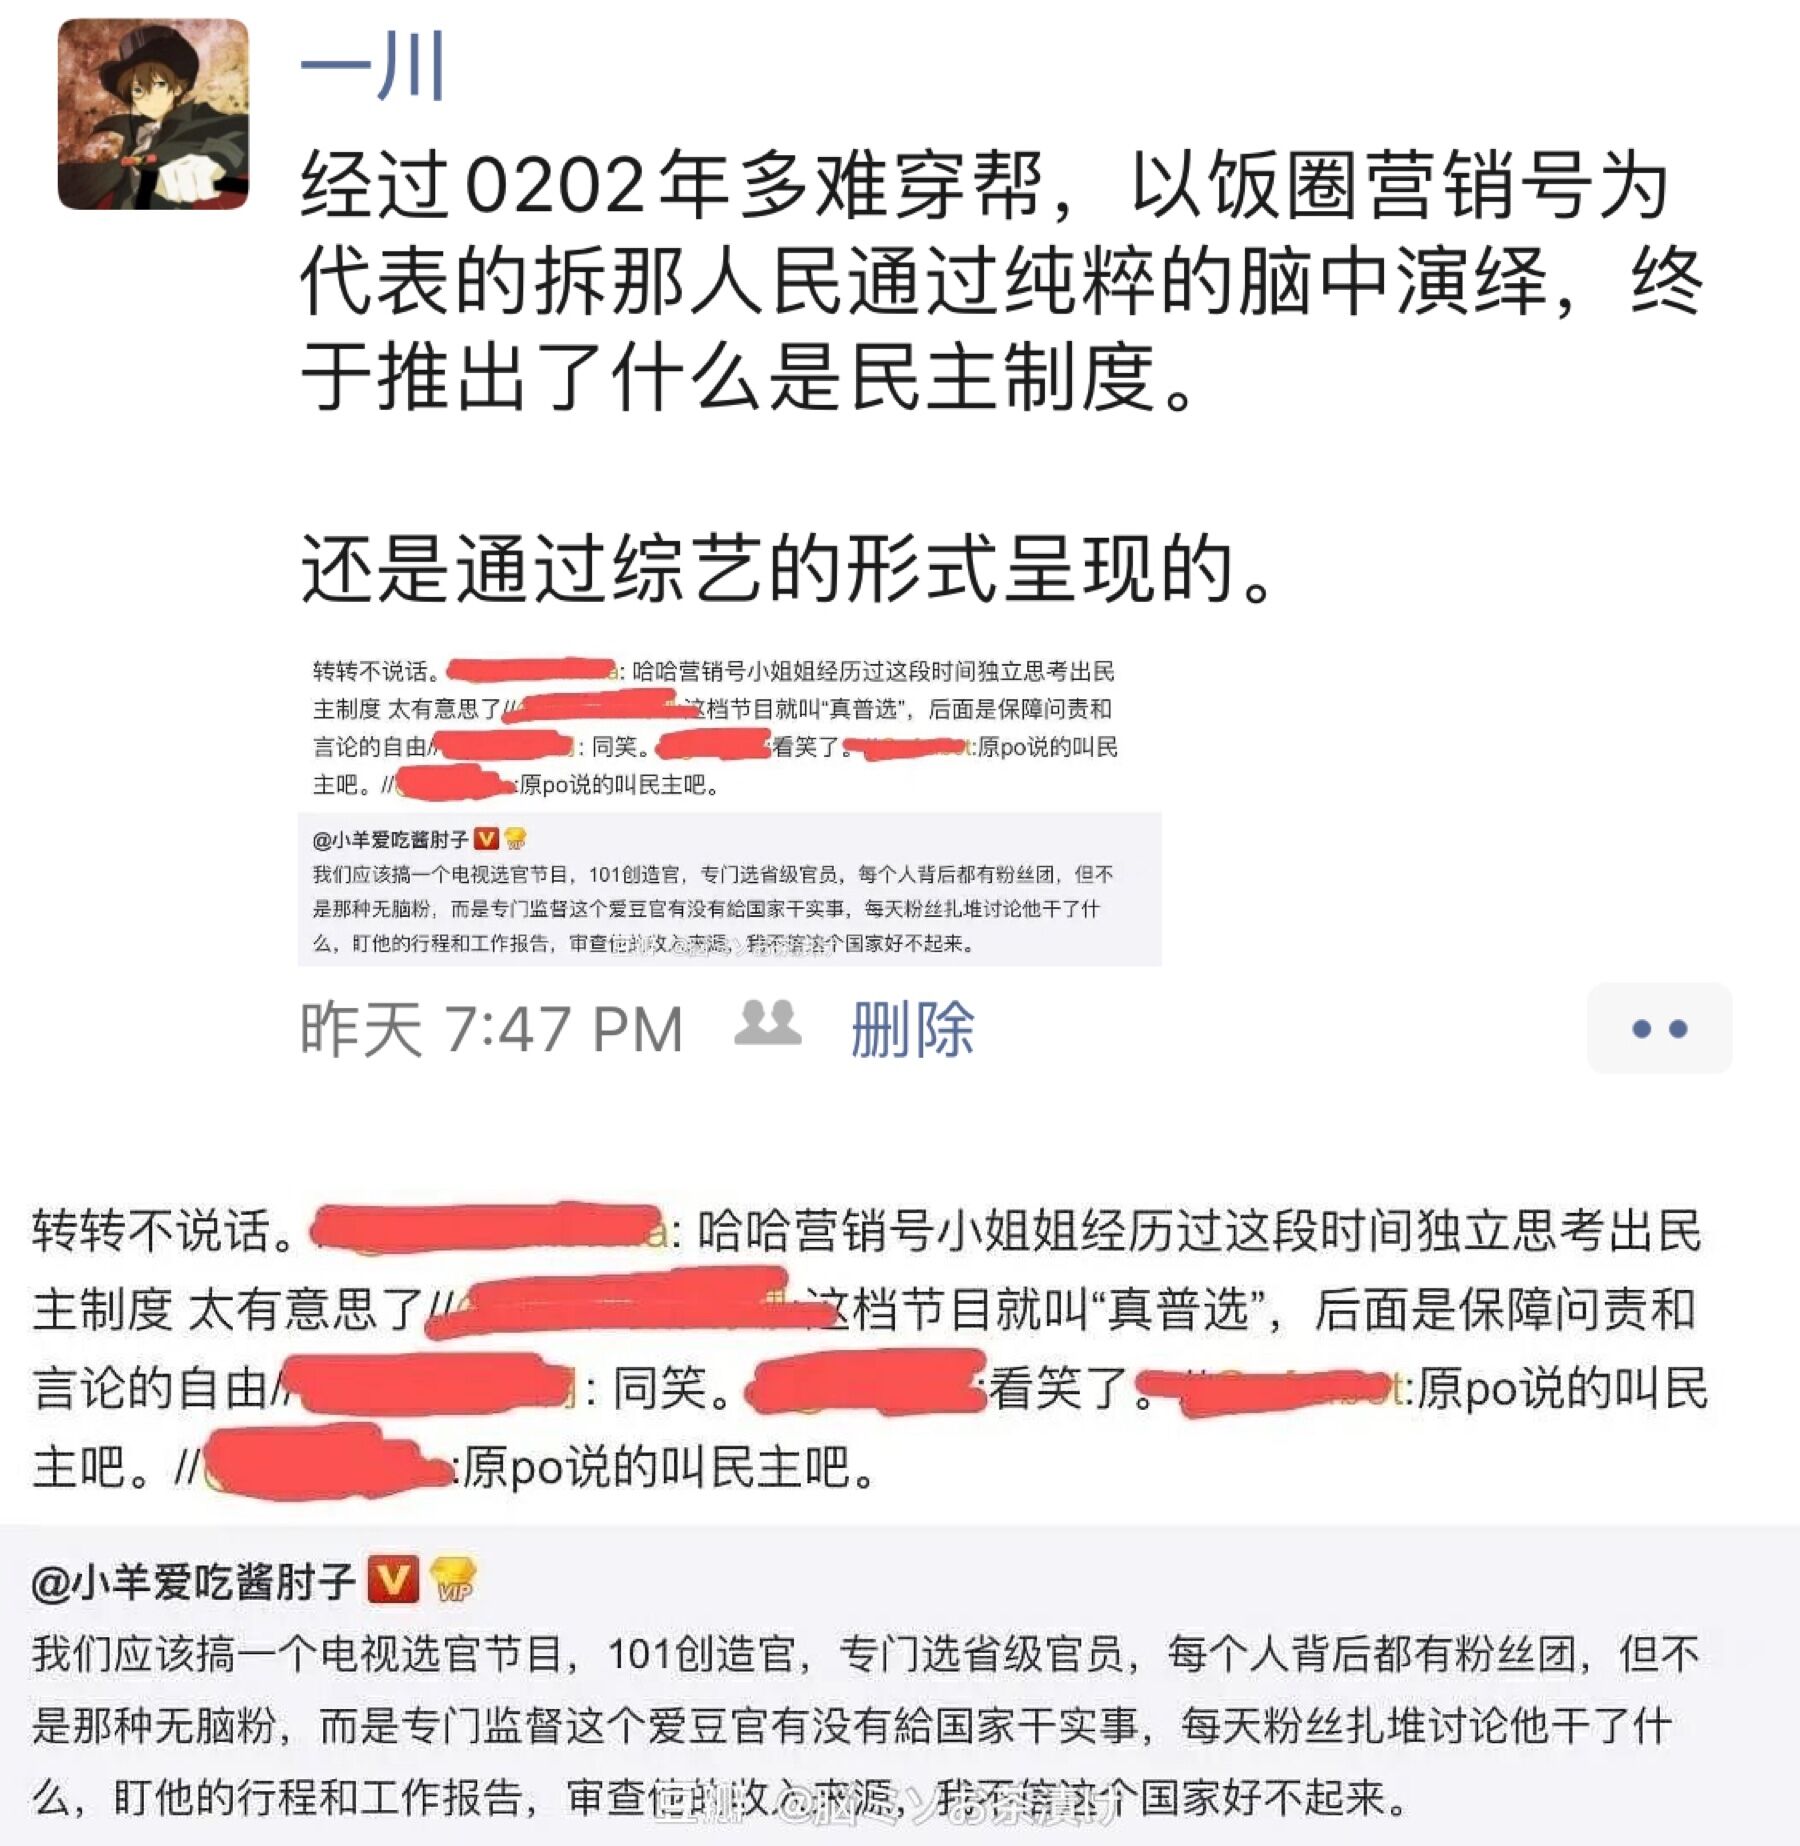 一川
经过0202年多难穿帮，以饭圈营销号为
代表的拆那人民通过纯粹的脑中演绎，终
于推出了什么是民主制度。
还是通过综艺的形式呈现的。
转转不说话。a: 哈哈营销号小姐姐经历过这段时间独立思考出民
主制度 太有意思了//:这档节目就叫“真普选”，后面是保障问责和
言论的自由//: 同笑。:看笑了。//t:原po说的叫民
主吧。//:原po说的叫民主吧。
@小羊爱吃酱肘子 V VIP
我们应该搞一个电视选官节目，101创造官，专门选省级官员，每个人背后都有粉丝团，但不
是那种无脑粉，而是专门监督这个爱豆官有没有給国家干实事，每天粉丝扎堆讨论他干了什
么，盯他的行程和工作报告，审查他的收入来源，我不信这个国家好不起来。
豆瓣 @脳ミソお茶漬け
昨天 7:47 PM 删除
转转不说话。a: 哈哈营销号小姐姐经历过这段时间独立思考出民
主制度 太有意思了//:这档节目就叫“真普选”，后面是保障问责和
言论的自由//: 同笑。:看笑了。//t:原po说的叫民
主吧。//:原po说的叫民主吧。
@小羊爱吃酱肘子 V VIP
我们应该搞一个电视选官节目，101创造官，专门选省级官员，每个人背后都有粉丝团，但不
是那种无脑粉，而是专门监督这个爱豆官有没有給国家干实事，每天粉丝扎堆讨论他干了什
么，盯他的行程和工作报告，审查他的收入来源，我不信这个国家好不起来。
豆瓣 @脳ミソお茶漬け